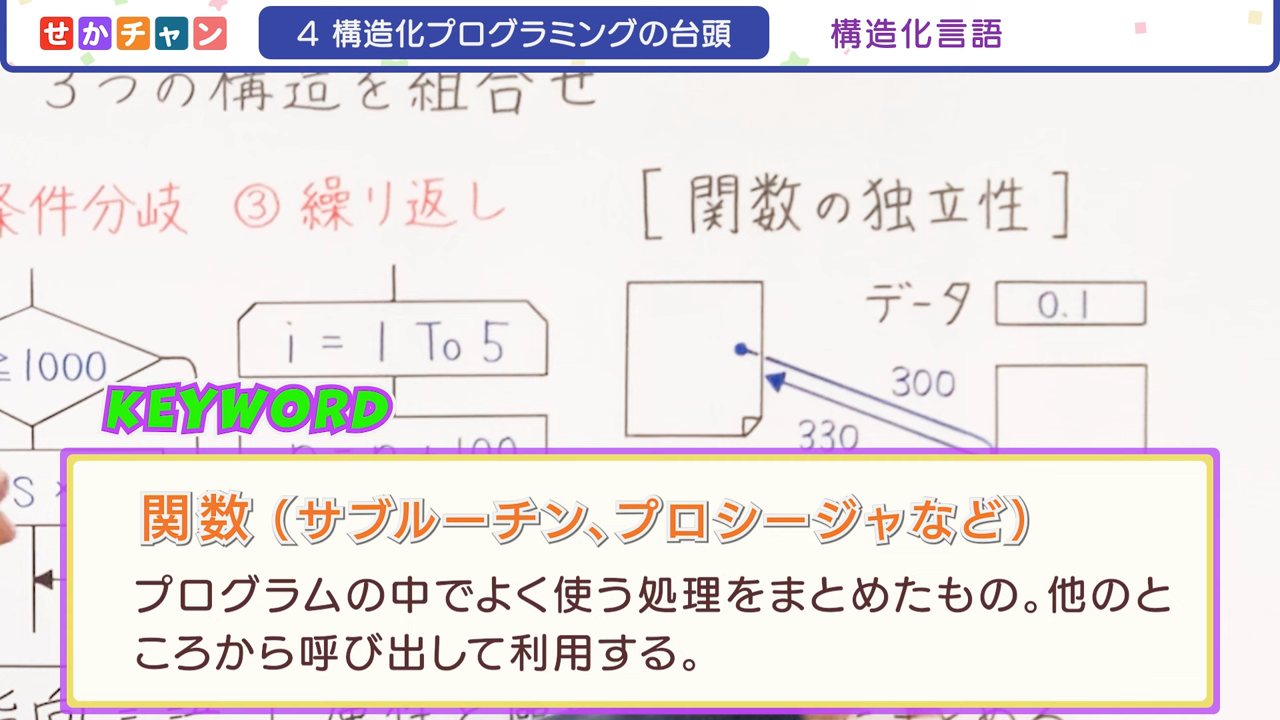 せかチャン
4 構造化プログラミングの台頭
構造化言語
3つの構造を組合せ
条件分岐 ③ 繰り返し
[関数の独立性]
データ 0.1
≧1000
i = 1 To 5
300
330
KEYWORD
関数(サブルーチン、プロシージャなど)
プログラムの中でよく使う処理をまとめたもの。他のと
ころから呼び出して利用する。